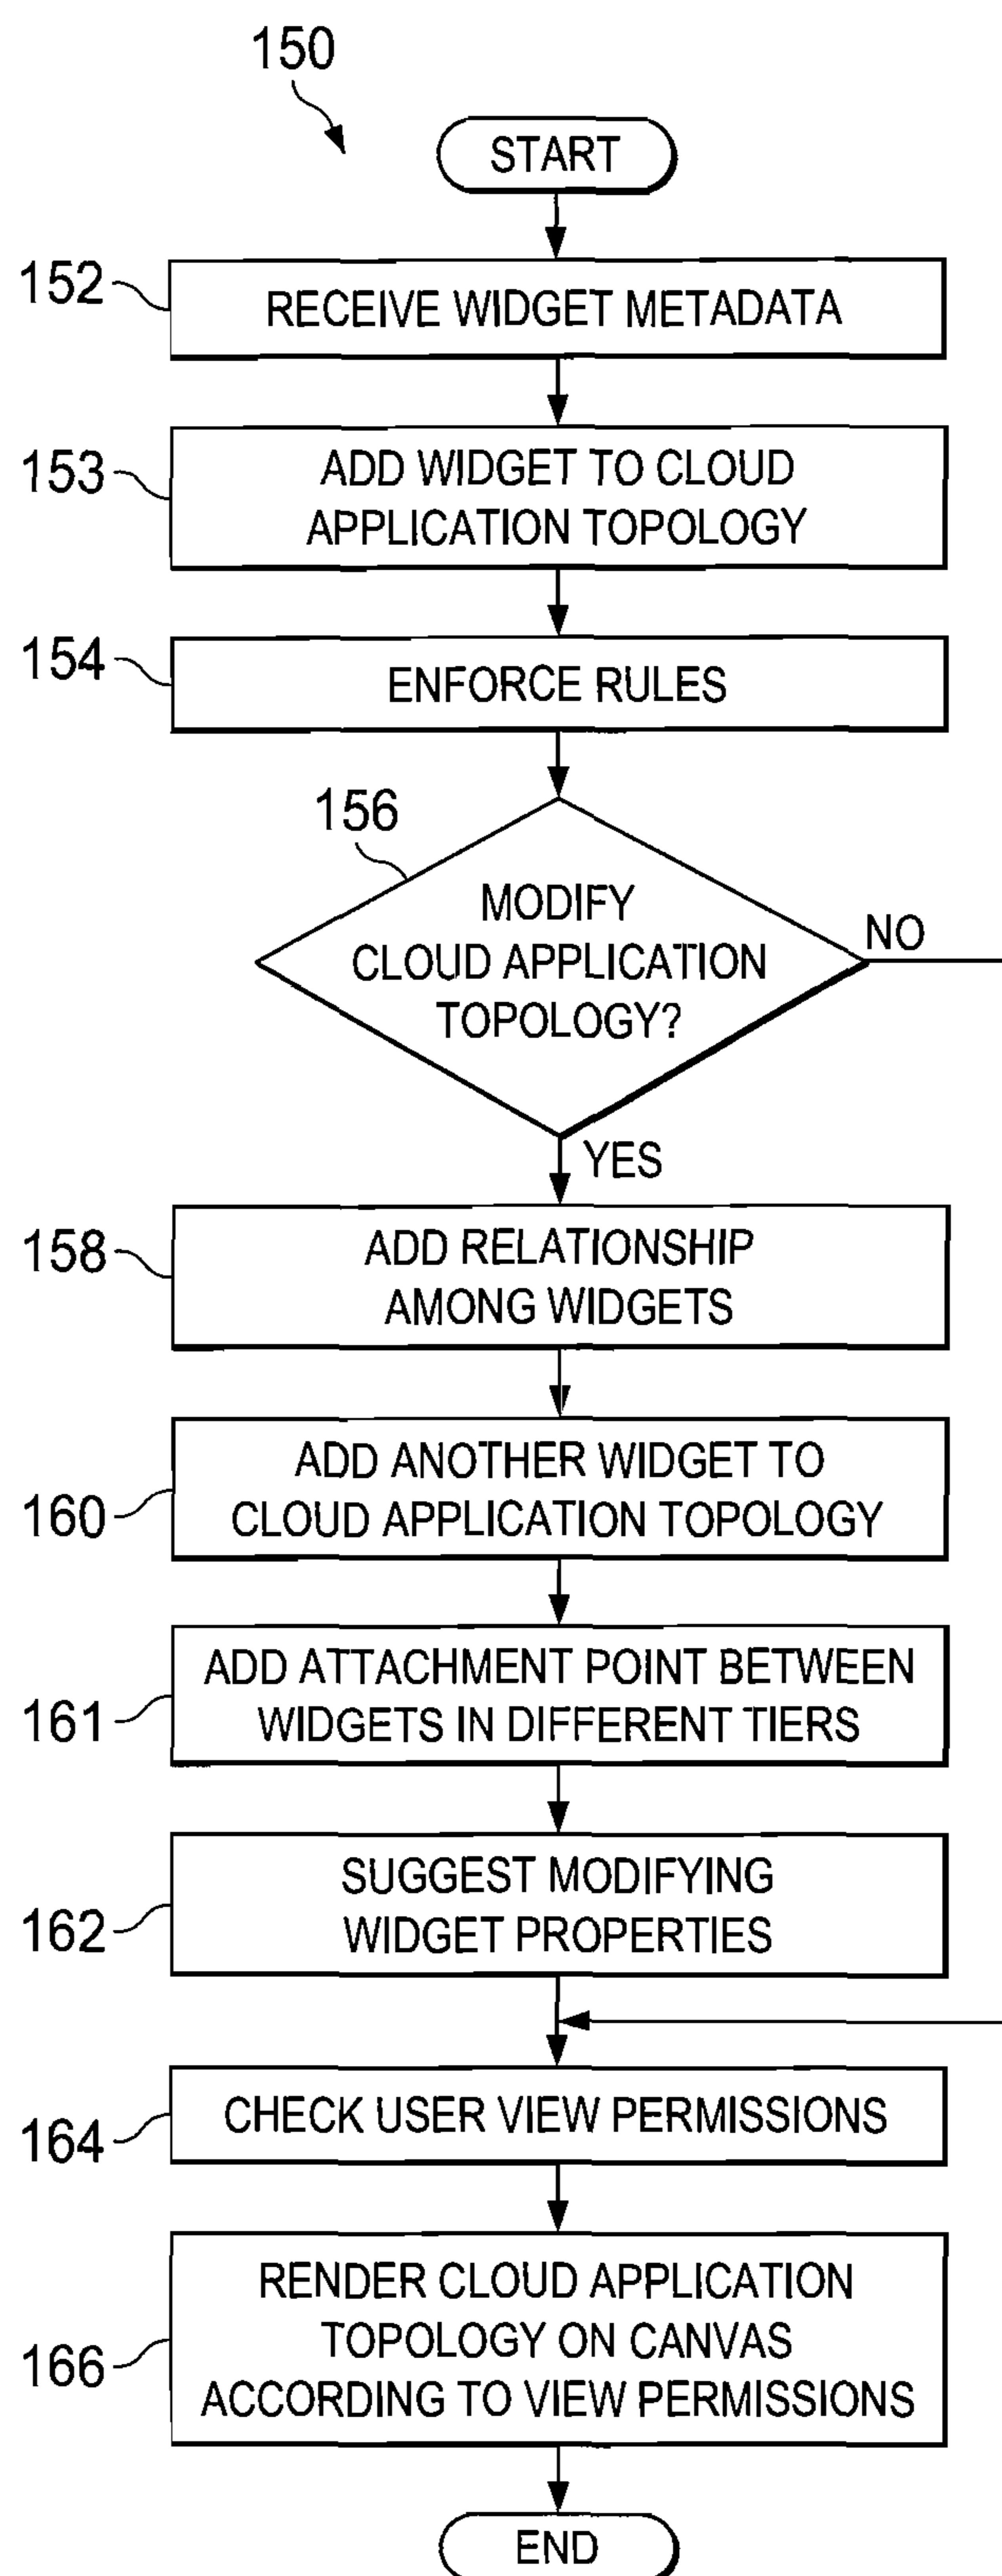 150
START
152
RECEIVE WIDGET METADATA
153
ADD WIDGET TO CLOUD
APPLICATION TOPOLOGY
154
ENFORCE RULES
156
MODIFY
CLOUD APPLICATION
TOPOLOGY?
NO
YES
158
ADD RELATIONSHIP
AMONG WIDGETS
160
ADD ANOTHER WIDGET TO
CLOUD APPLICATION TOPOLOGY
161
ADD ATTACHMENT POINT BETWEEN
WIDGETS IN DIFFERENT TIERS
162
SUGGEST MODIFYING
WIDGET PROPERTIES
164
CHECK USER VIEW PERMISSIONS
166
RENDER CLOUD APPLICATION
TOPOLOGY ON CANVAS
ACCORDING TO VIEW PERMISSIONS
END